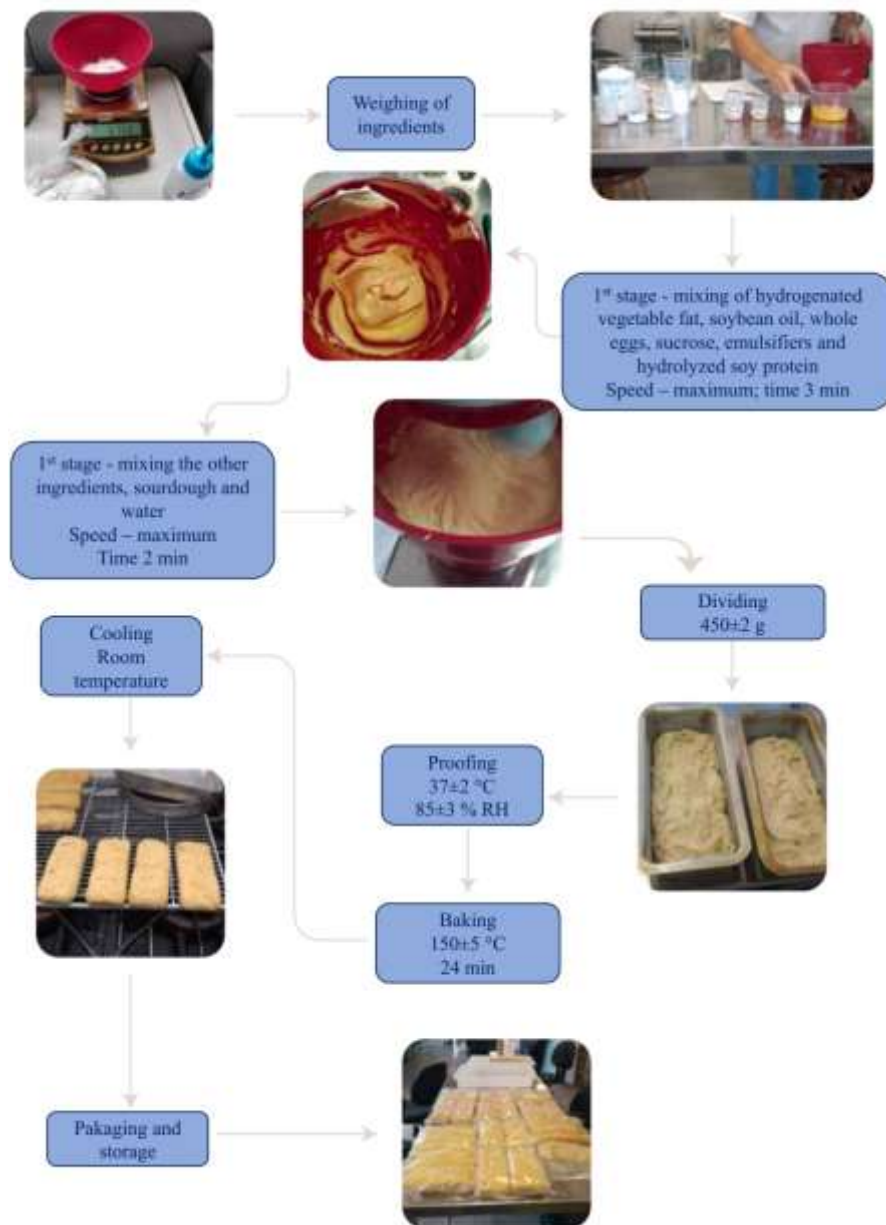 Weighing of
ingredients
1st stage - mixing of hydrogenated
vegetable fat, soybean oil, whole
eggs, sucrose, emulsifiers and
hydrolyzed soy protein
Speed – maximum; time 3 min
1st stage - mixing the other
ingredients, sourdough and
water
Speed – maximum
Time 2 min
Dividing
450±2 g
Proofing
37±2 °C
85±3 % RH
Baking
150±5 °C
24 min
Cooling
Room
temperature
Pakaging and
storage